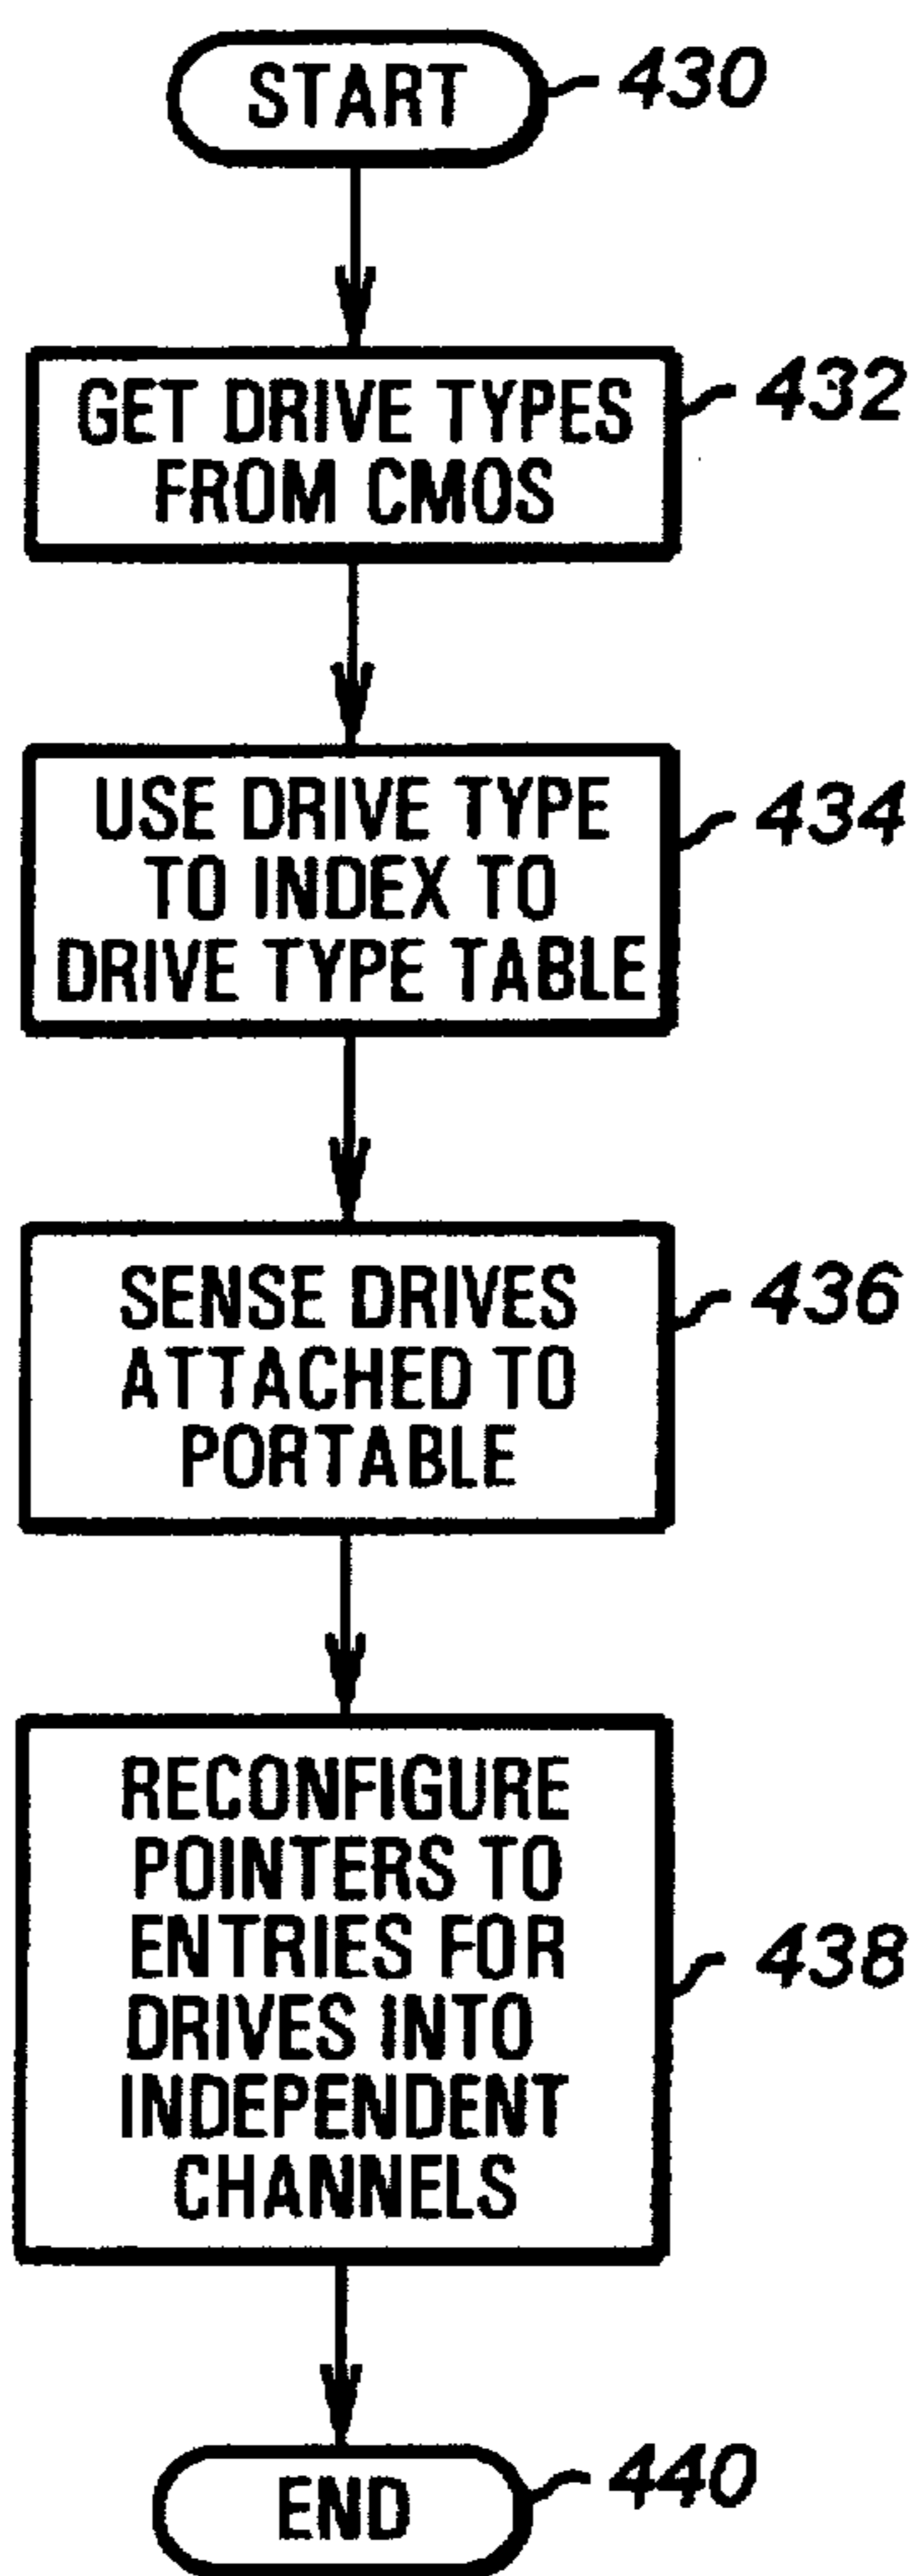 START
430
GET DRIVE TYPES
FROM CMOS
432
USE DRIVE TYPE
TO INDEX TO
DRIVE TYPE TABLE
434
SENSE DRIVES
ATTACHED TO
PORTABLE
436
RECONFIGURE
POINTERS TO
ENTRIES FOR
DRIVES INTO
INDEPENDENT
CHANNELS
438
END
440